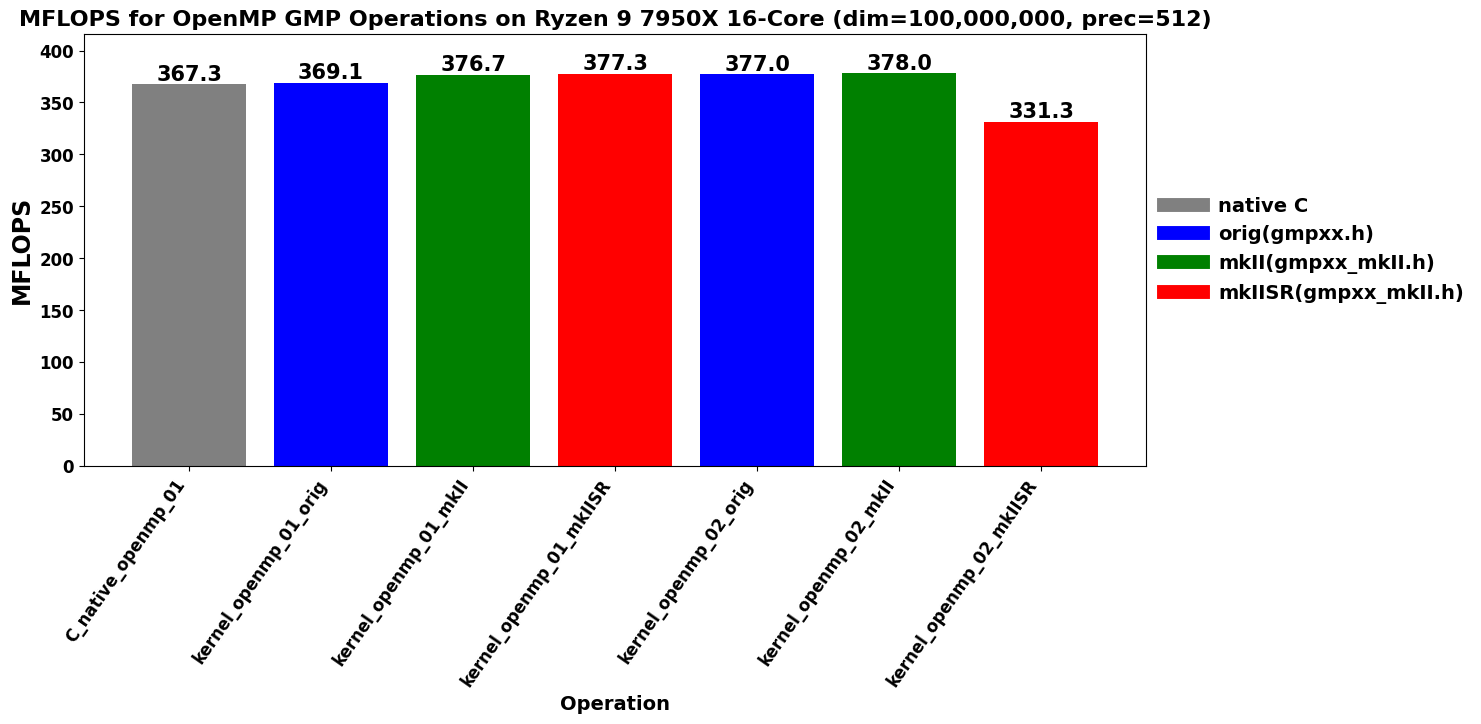 MFLOPS for OpenMP GMP Operations on Ryzen 9 7950X 16-Core (dim=100,000,000, prec=512)
MFLOPS
400
350
300
250
200
150
100
50
0
367.3
369.1
376.7
377.3
377.0
378.0
331.3
C_native_openmp_01
kernel_openmp_01_orig
kernel_openmp_01_mkII
kernel_openmp_01_mkIISR
kernel_openmp_02_orig
kernel_openmp_02_mkII
kernel_openmp_02_mkIISR
Operation
native C
orig(gmpxx.h)
mkII(gmpxx_mkII.h)
mkIISR(gmpxx_mkII.h)